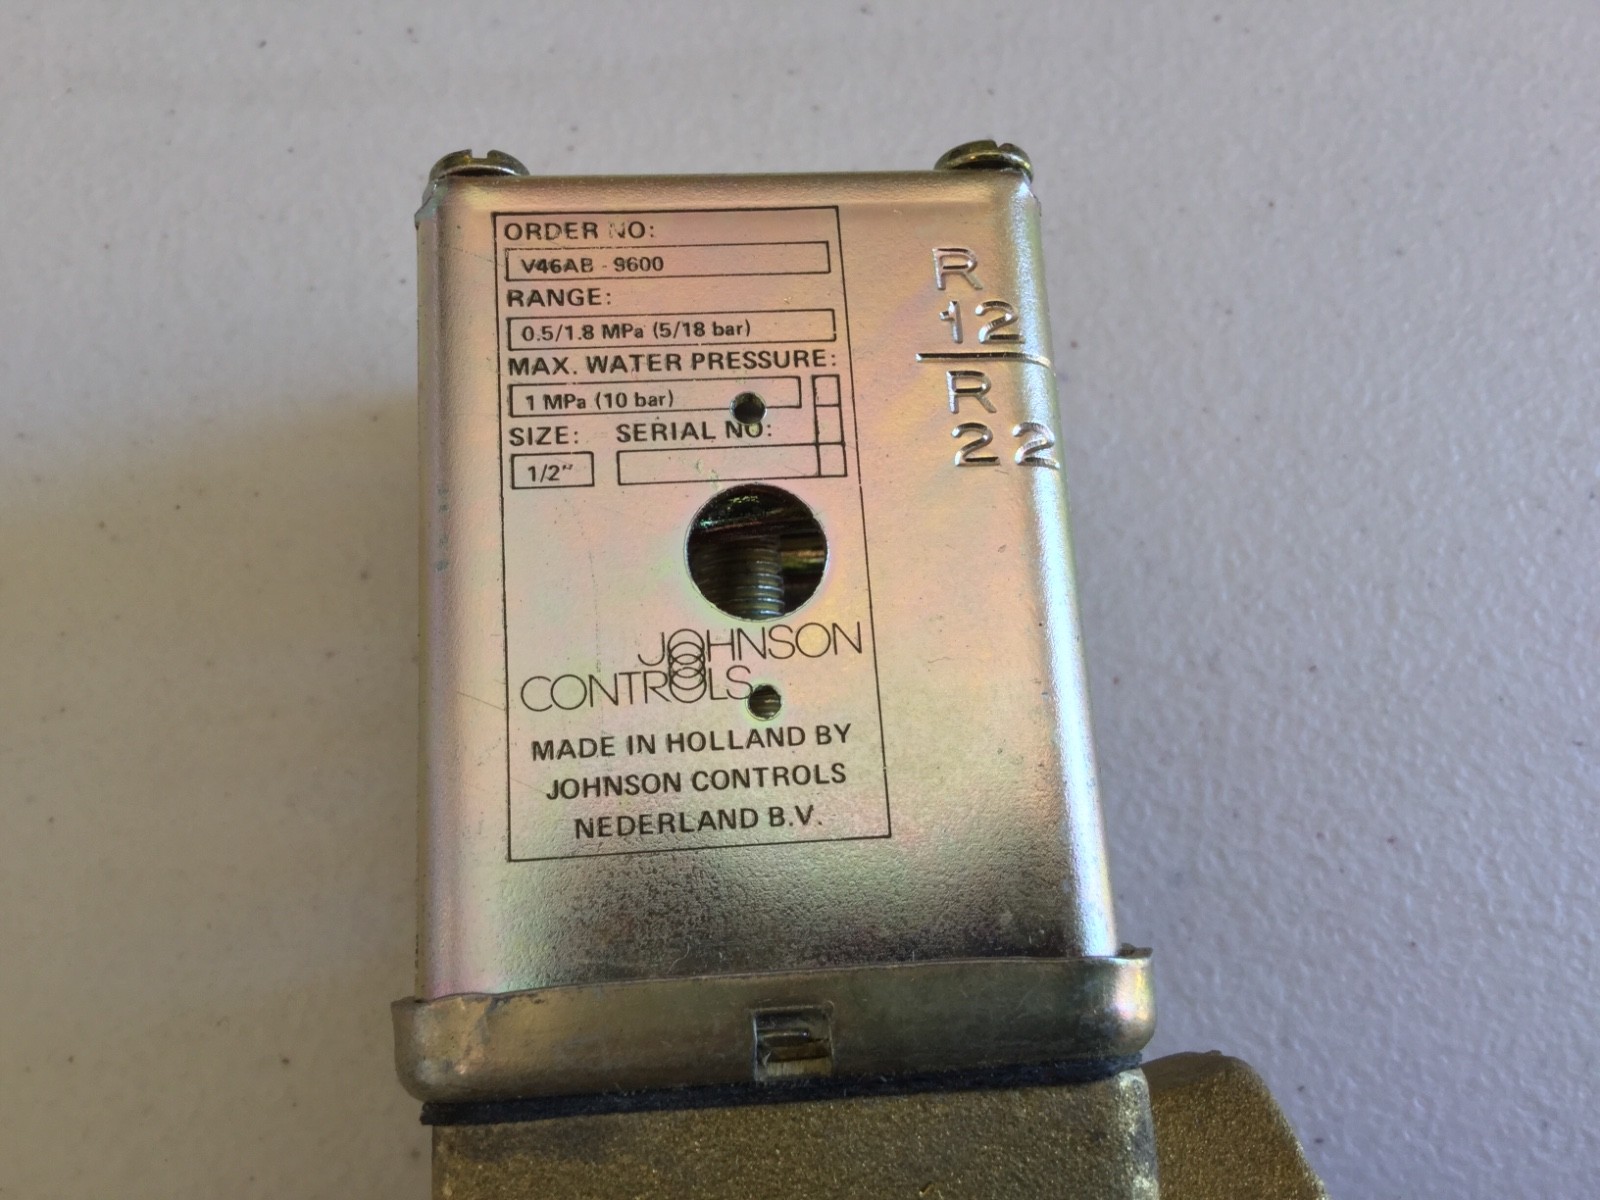 ORDER NO:
V46AB - 9600
RANGE:
0.5/1.8 MPa (5/18 bar)
MAX. WATER PRESSURE:
1 MPa (10 bar)
SIZE: SERIAL NO:
1/2"
JOHNSON
CONTROLS
MADE IN HOLLAND BY
JOHNSON CONTROLS
NEDERLAND B.V.
R
12
R
22